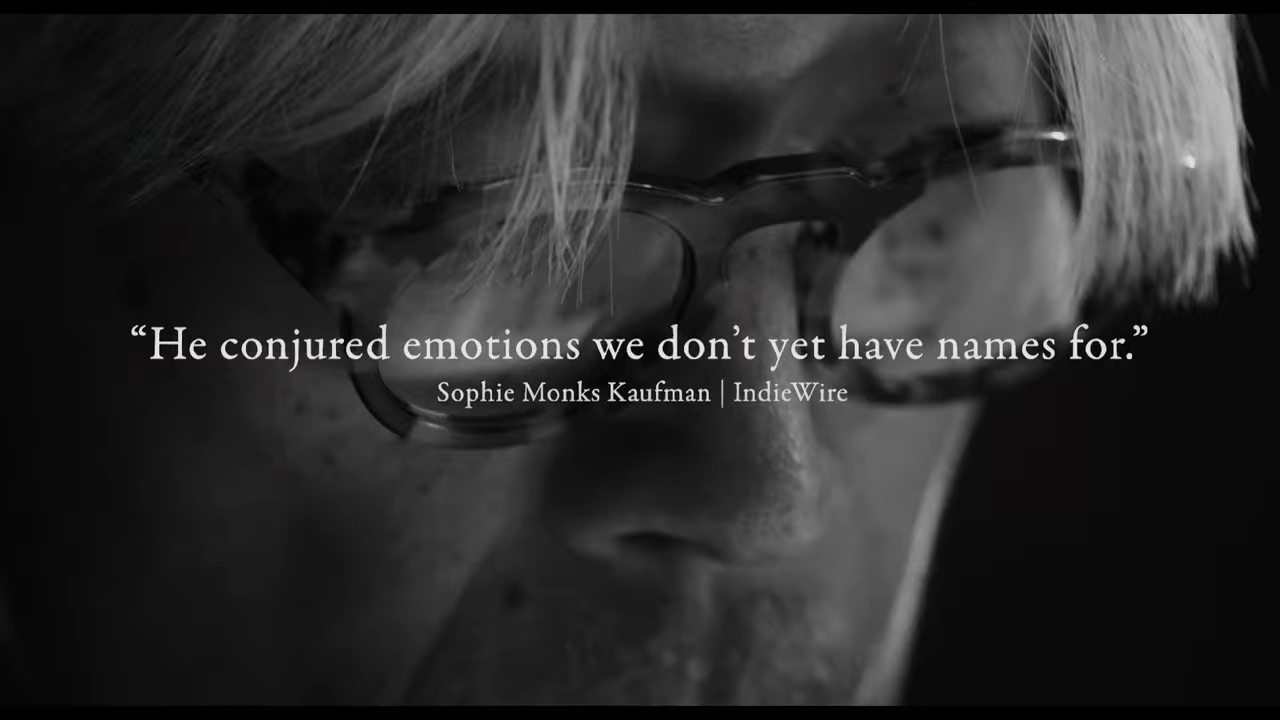 “He conjured emotions we don’t yet have names for.”
Sophie Monks Kaufman | IndieWire